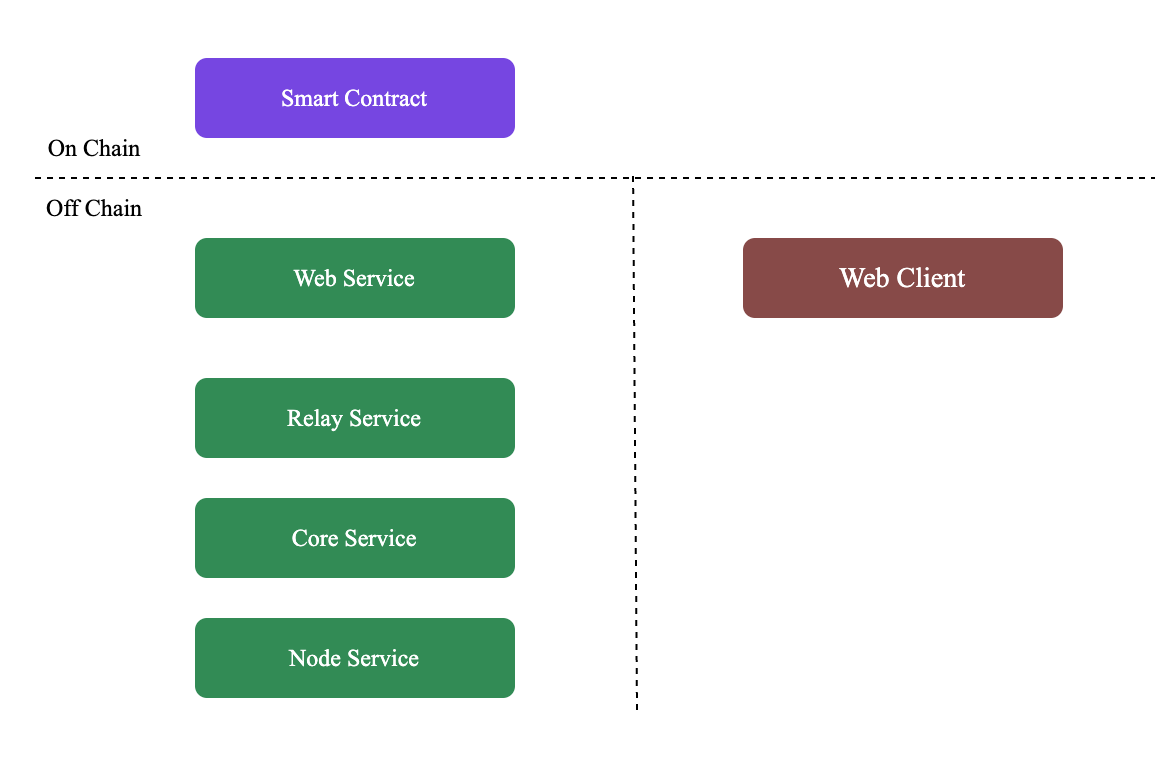 Smart Contract
On Chain
Off Chain
Web Service
Web Client
Relay Service
Core Service
Node Service